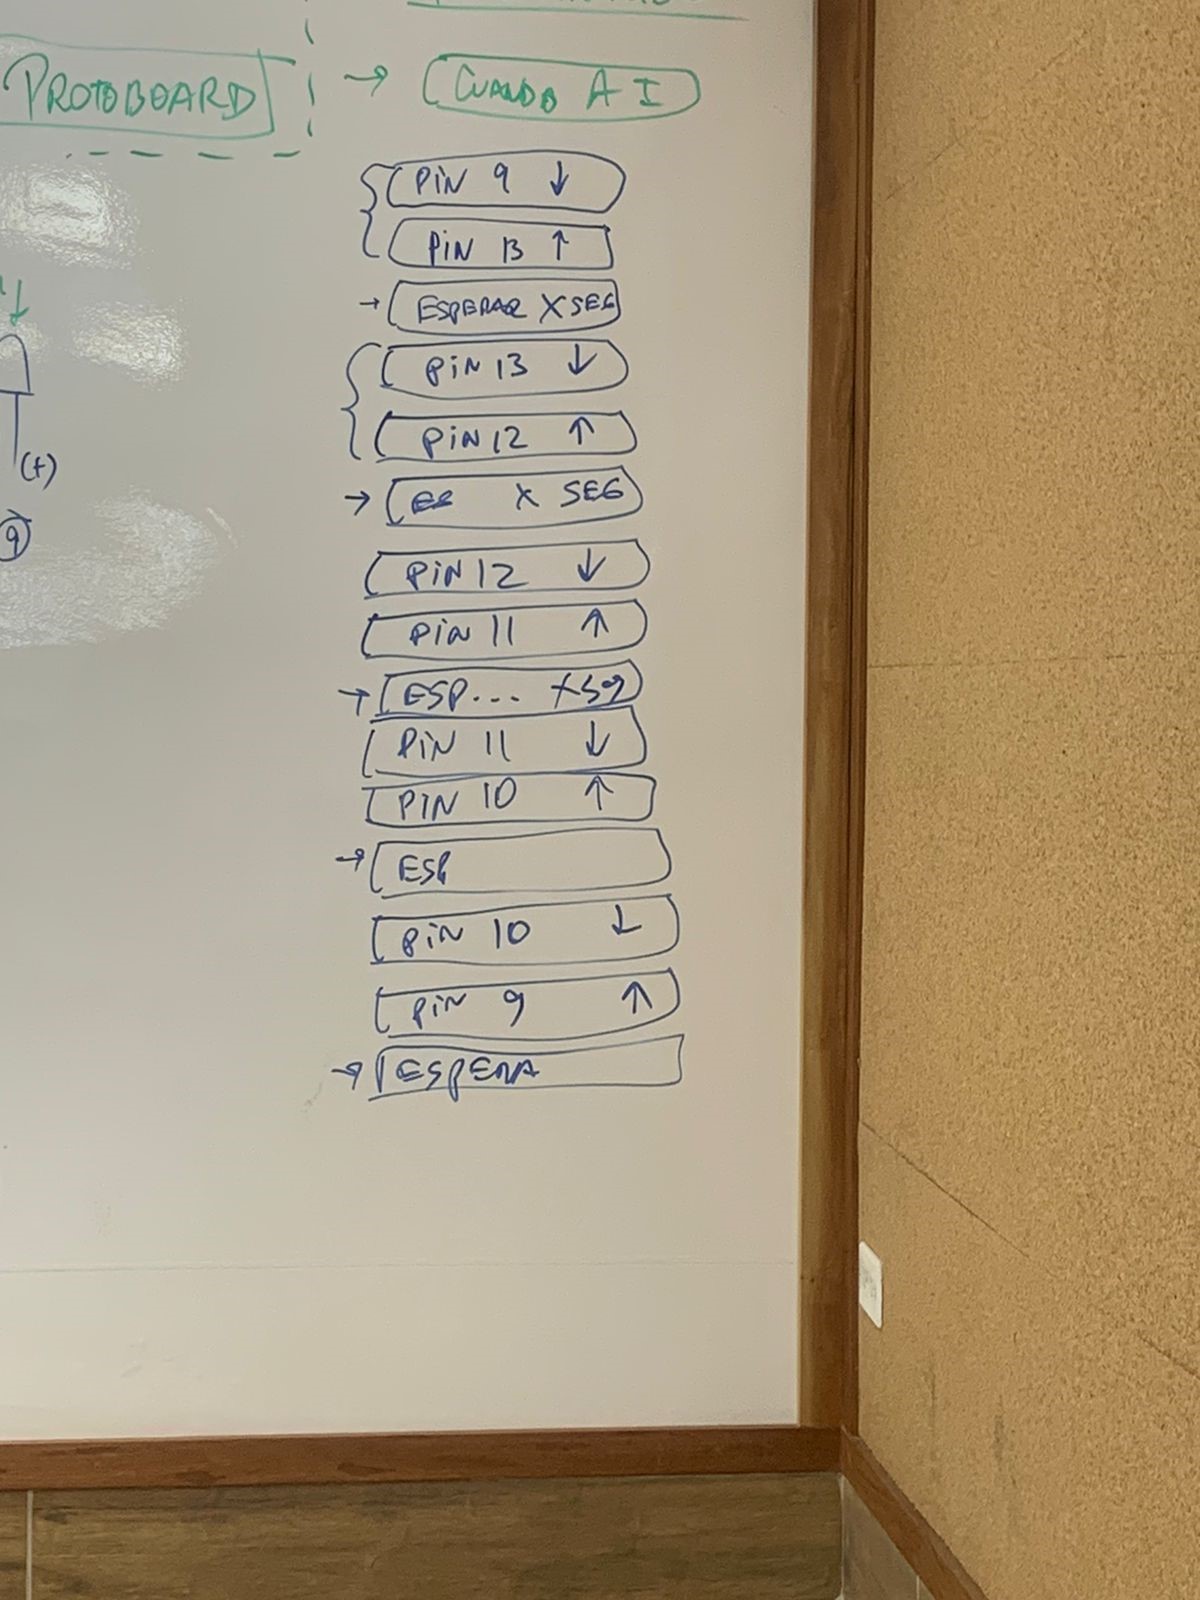 PROTOBOARD → CUANDO A I
PIN 9 ↓
PIN 13 ↑
→ ESPERAR X SEG
PIN 13 ↓
PIN 12 ↑
→ ES X SEG
PIN 12 ↓
PIN 11 ↑
→ ESP... X Sg
PIN 11 ↓
PIN 10 ↑
→ ESP
PIN 10 ↓
PIN 9 ↑
→ ESPERA
(+)
9